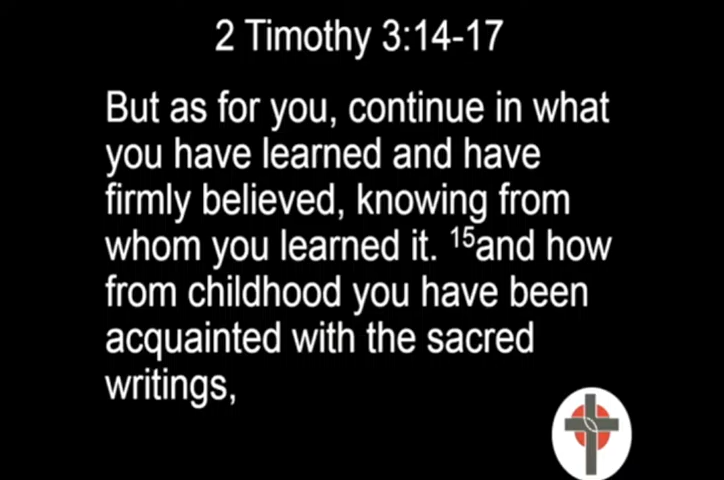 2 Timothy 3:14-17
But as for you, continue in what
you have learned and have
firmly believed, knowing from
whom you learned it. ¹⁵and how
from childhood you have been
acquainted with the sacred
writings,